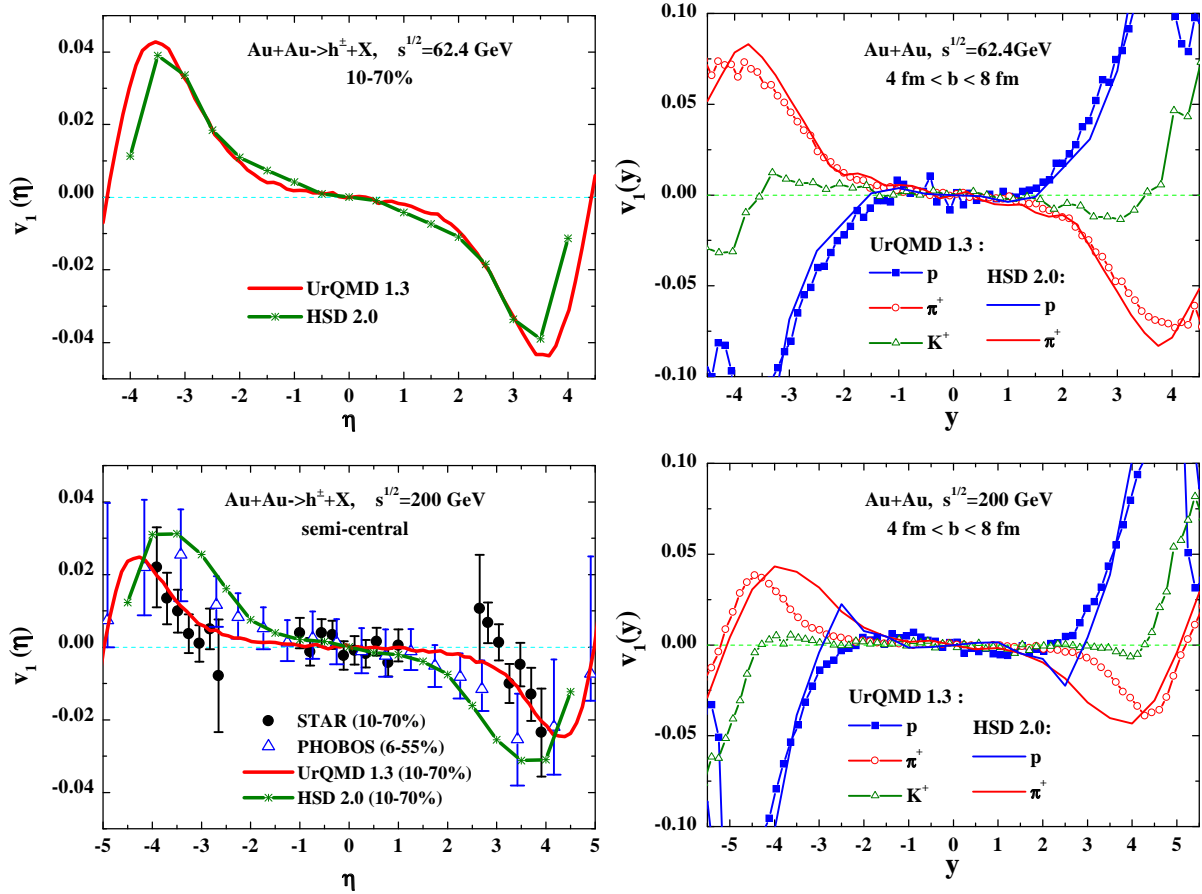 Au+Au->h±+X, s1/2=62.4 GeV
10-70%
v1(η)
0.04
0.02
0.00
-0.02
-0.04
UrQMD 1.3
HSD 2.0
-4 -3 -2 -1 0 1 2 3 4
η
Au+Au, s1/2=62.4GeV
4 fm < b < 8 fm
v1(y)
0.10
0.05
0.00
-0.05
-0.10
UrQMD 1.3 :
p
π+
K+
HSD 2.0:
p
π+
-4 -3 -2 -1 0 1 2 3 4
y
Au+Au->h±+X, s1/2=200 GeV
semi-central
v1(η)
0.04
0.02
0.00
-0.02
-0.04
STAR (10-70%)
PHOBOS (6-55%)
UrQMD 1.3 (10-70%)
HSD 2.0 (10-70%)
-5 -4 -3 -2 -1 0 1 2 3 4 5
η
Au+Au, s1/2=200 GeV
4 fm < b < 8 fm
v1(y)
0.10
0.05
0.00
-0.05
-0.10
UrQMD 1.3 :
p
π+
K+
HSD 2.0:
p
π+
-5 -4 -3 -2 -1 0 1 2 3 4 5
y